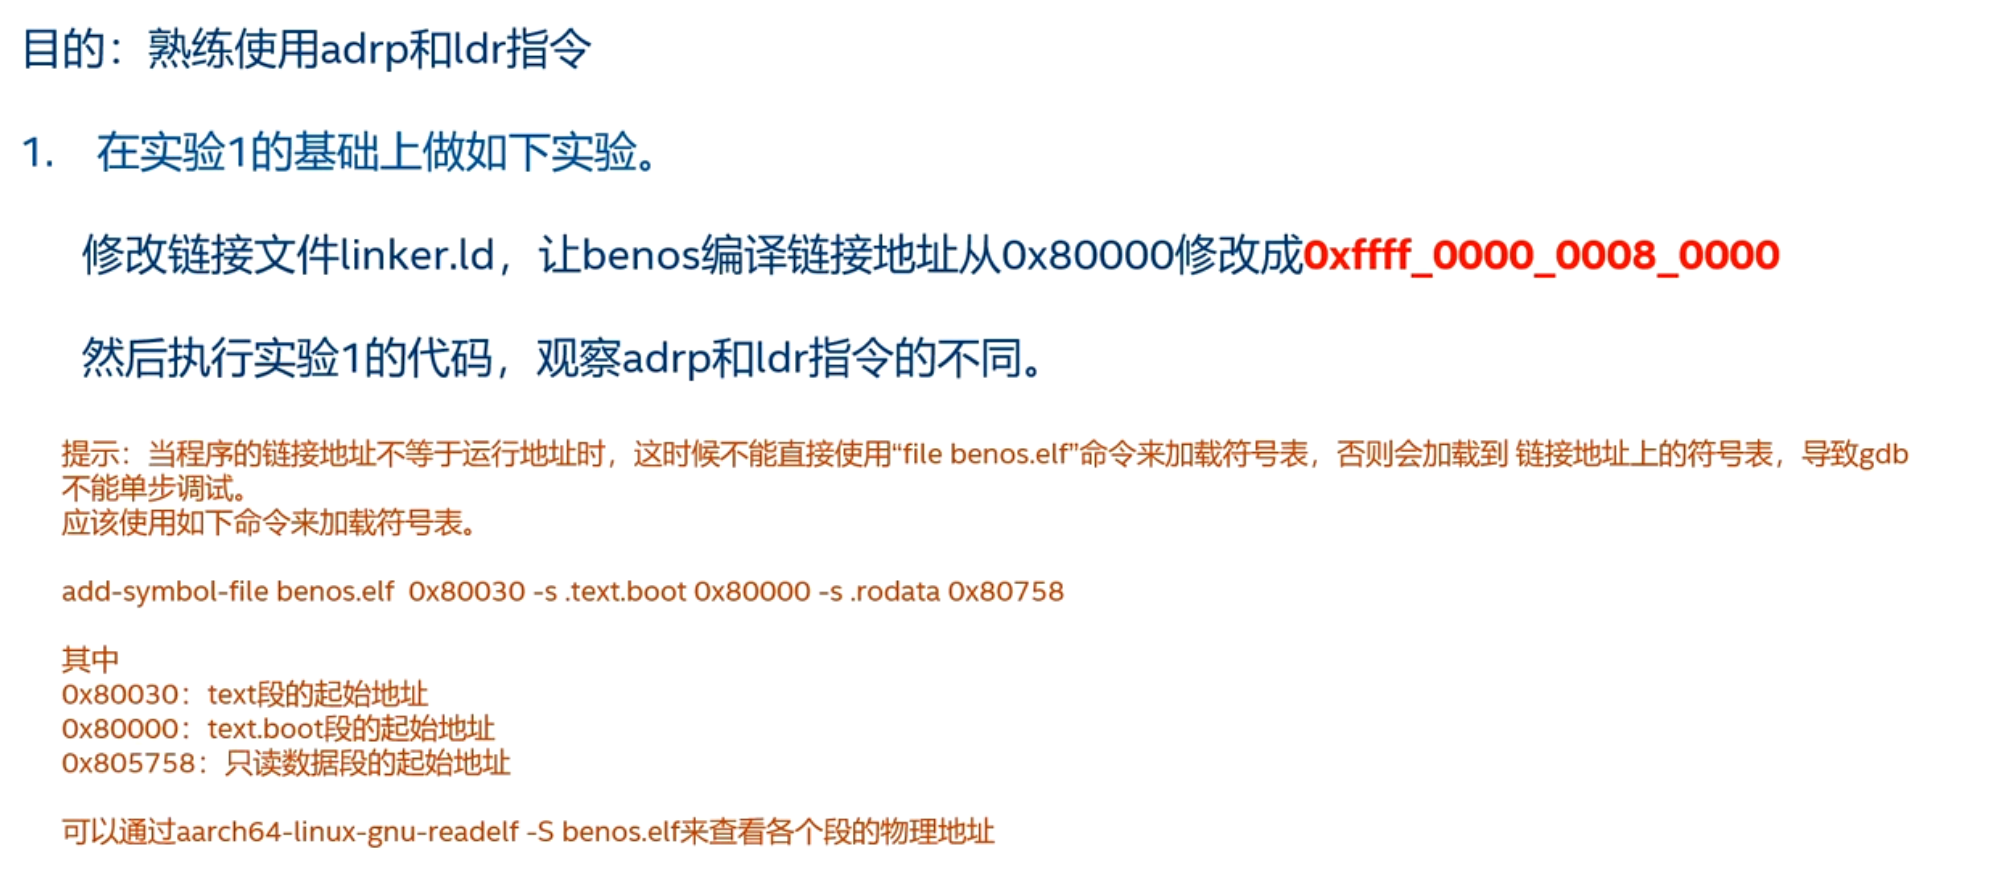 目的：熟练使用adrp和ldr指令
1. 在实验1的基础上做如下实验。
修改链接文件linker.ld，让benos编译链接地址从0x80000修改成0xffff_0000_0008_0000
然后执行实验1的代码，观察adrp和ldr指令的不同。
提示：当程序的链接地址不等于运行地址时，这时候不能直接使用“file benos.elf”命令来加载符号表，否则会加载到 链接地址上的符号表，导致gdb
不能单步调试。
应该使用如下命令来加载符号表。
add-symbol-file benos.elf 0x80030 -s .text.boot 0x80000 -s .rodata 0x80758
其中
0x80030：text段的起始地址
0x80000：text.boot段的起始地址
0x805758：只读数据段的起始地址
可以通过aarch64-linux-gnu-readelf -S benos.elf来查看各个段的物理地址